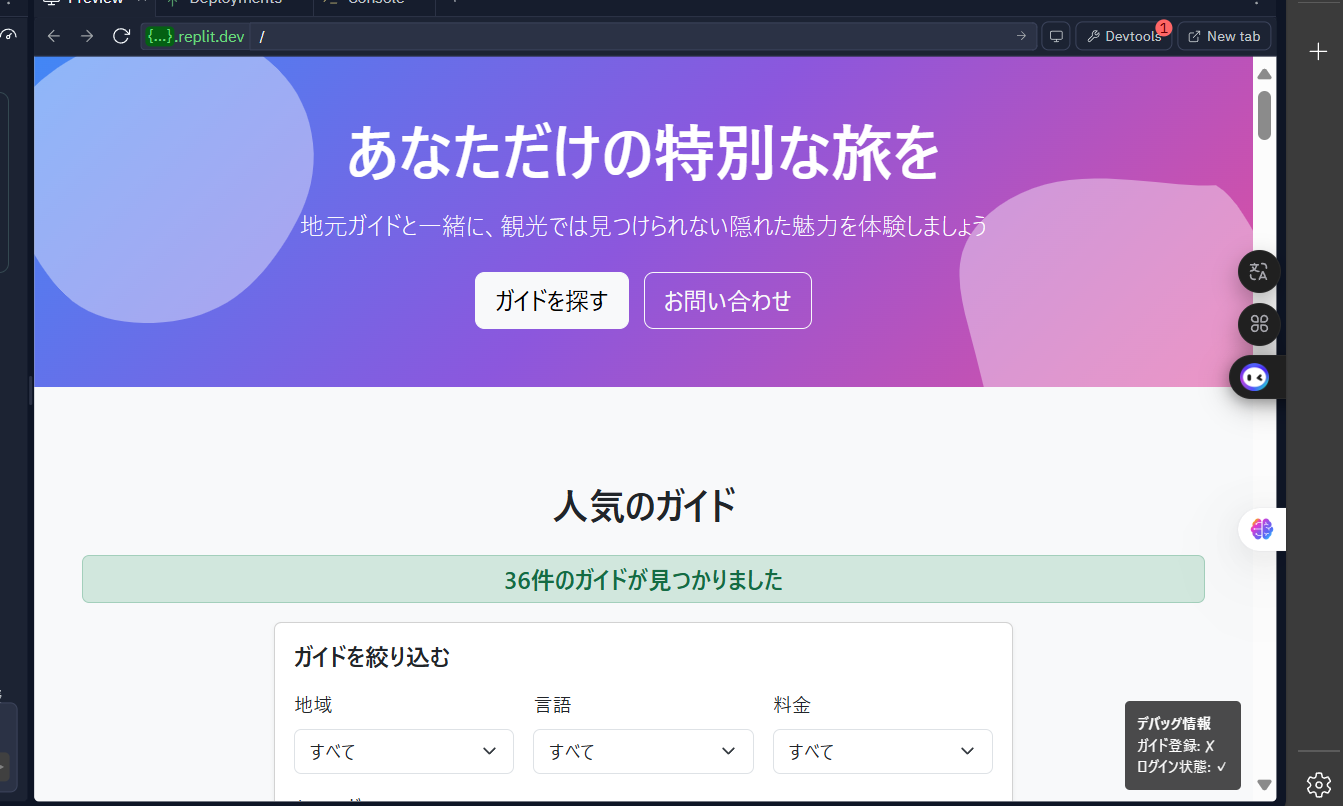 Preview
Deployments
Console
{...}.replit.dev /
Devtools
1
New tab
あなただけの特別な旅を
地元ガイドと一緒に、観光では見つけられない隠れた魅力を体験しましょう
ガイドを探す
お問い合わせ
人気のガイド
36件のガイドが見つかりました
ガイドを絞り込む
地域
言語
料金
すべて
すべて
すべて
デバッグ情報
ガイド登録: ✗
ログイン状態: ✓